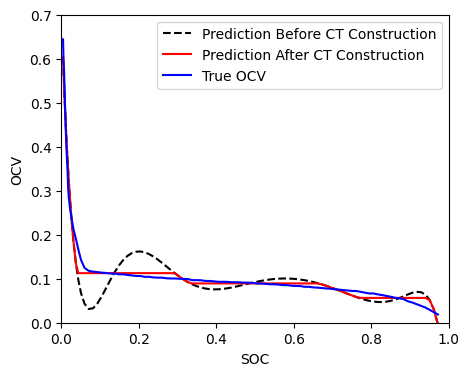 0.7
0.6
0.5
0.4
0.3
0.2
0.1
0.0
OCV
Prediction Before CT Construction
Prediction After CT Construction
True OCV
0.0 0.2 0.4 0.6 0.8 1.0
SOC